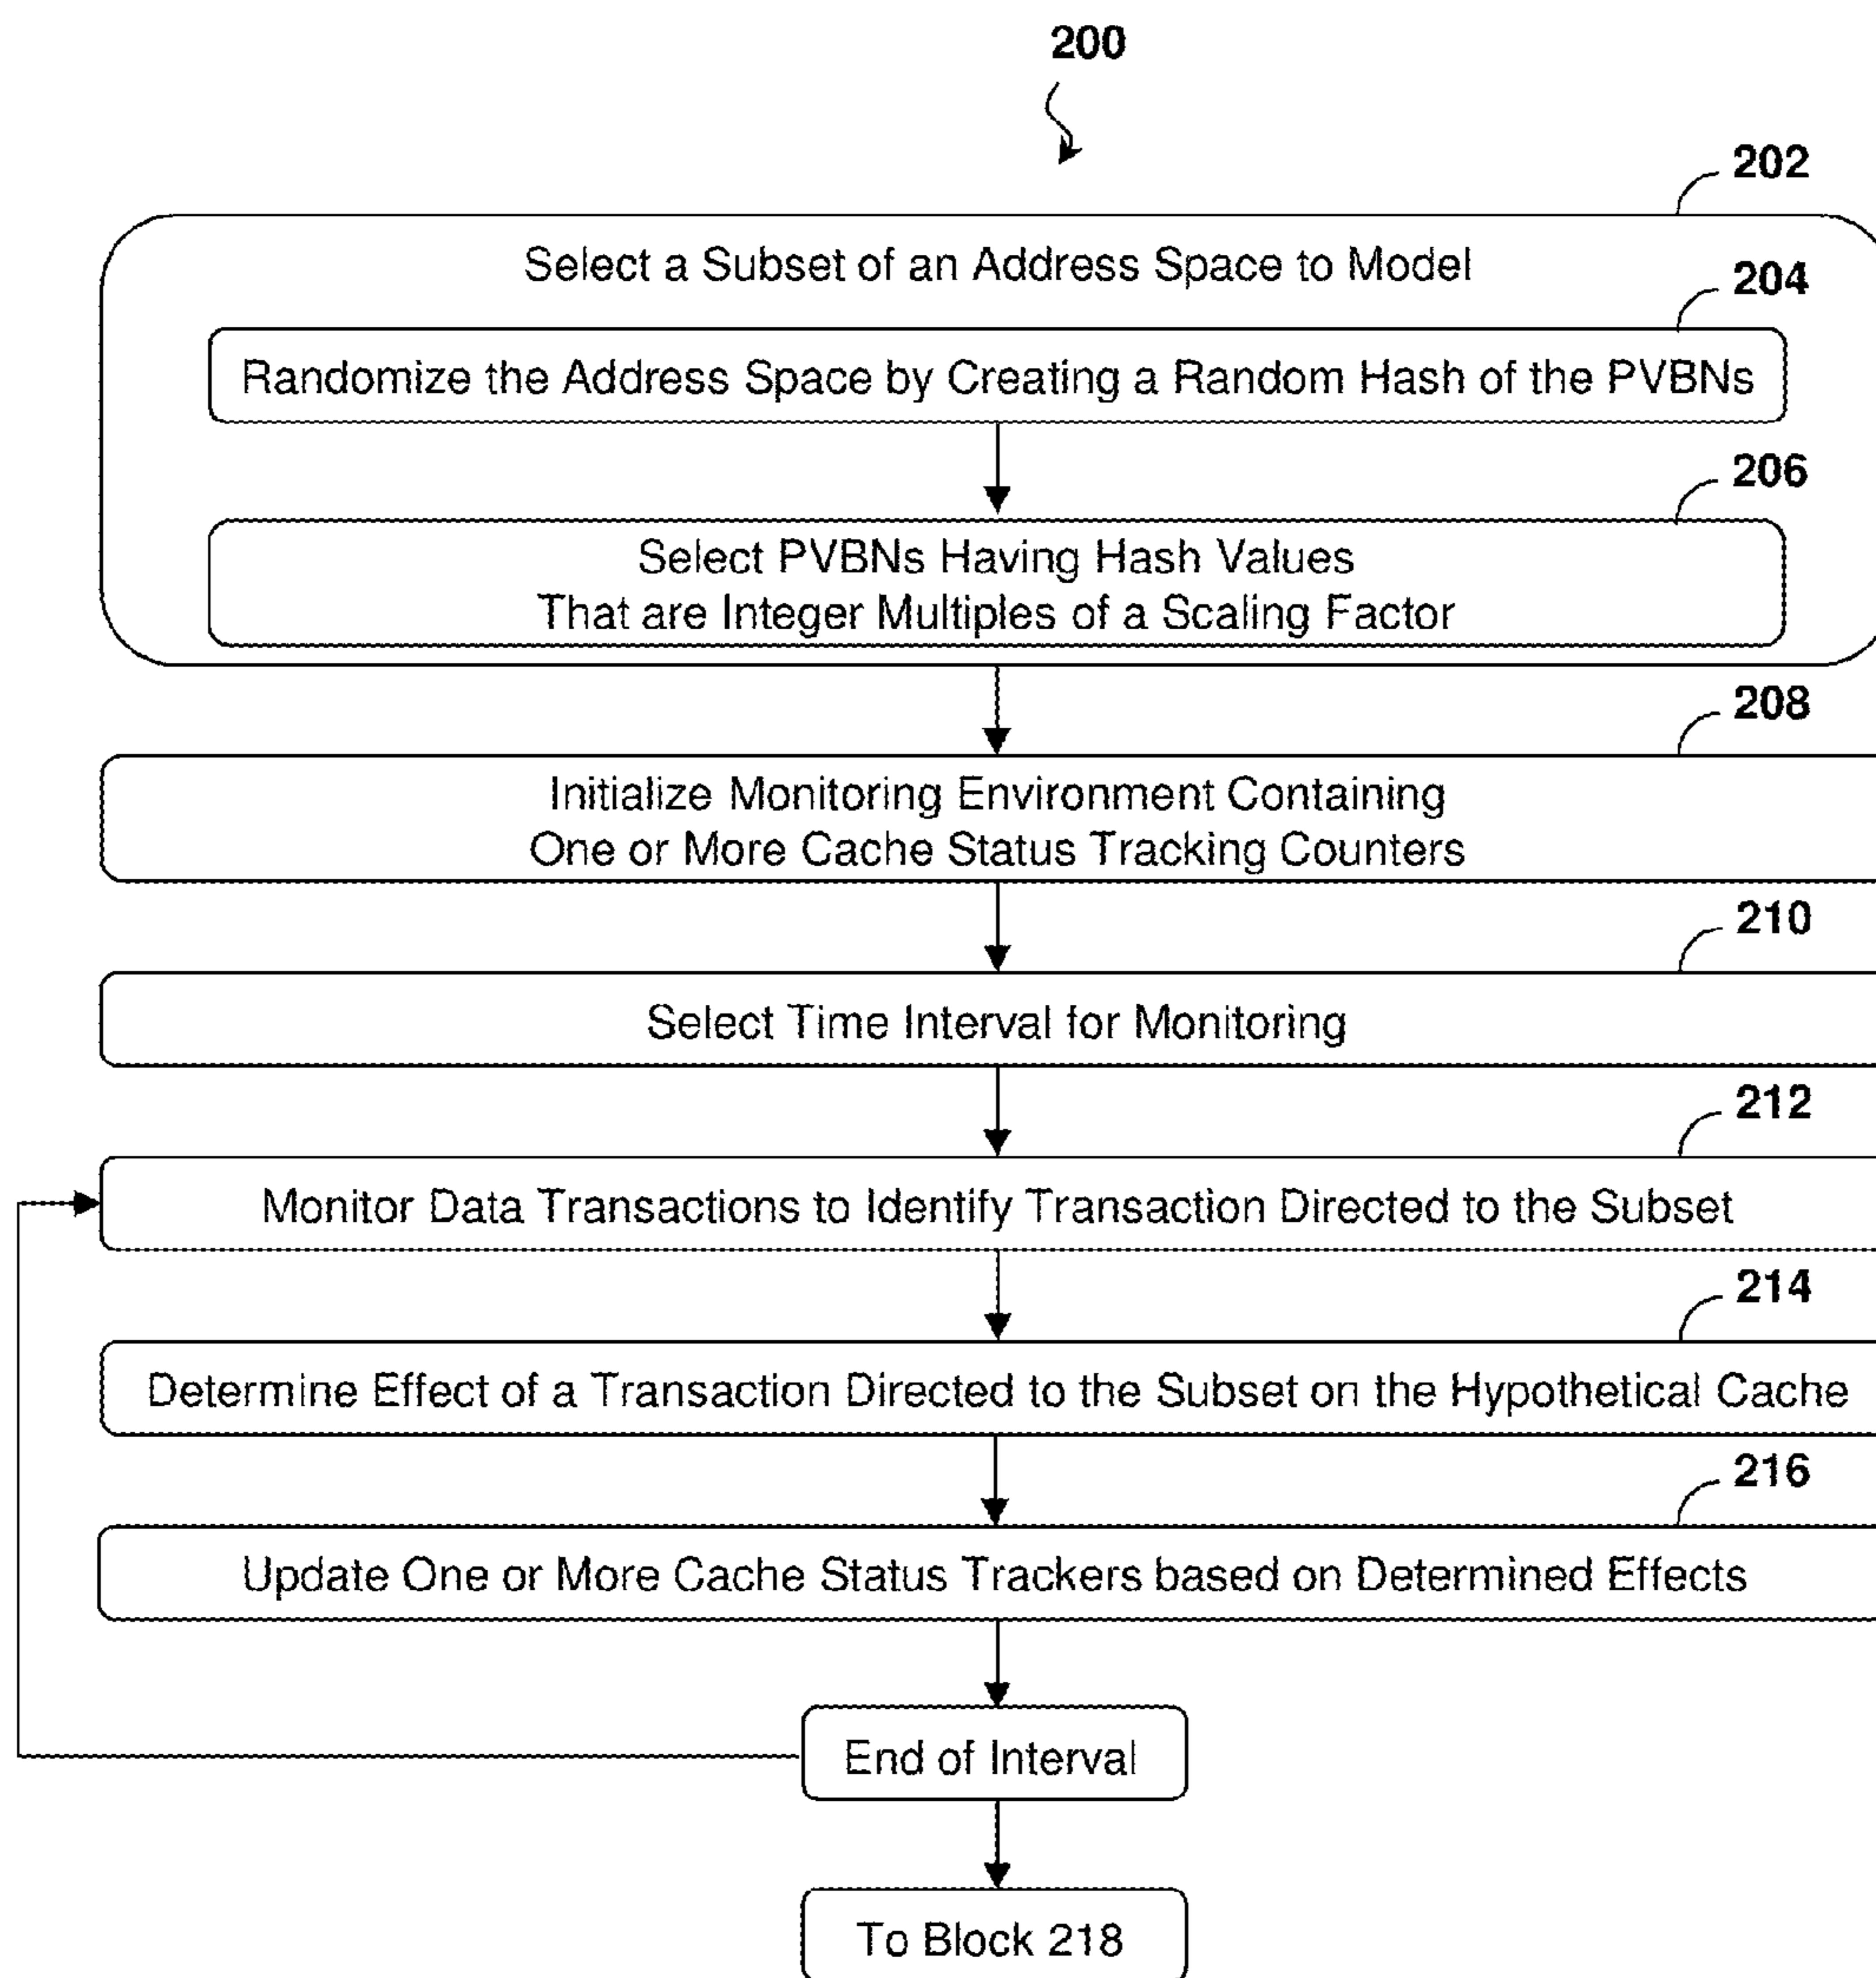 200
202
Select a Subset of an Address Space to Model
204
Randomize the Address Space by Creating a Random Hash of the PVBNs
206
Select PVBNs Having Hash Values
That are Integer Multiples of a Scaling Factor
208
Initialize Monitoring Environment Containing
One or More Cache Status Tracking Counters
210
Select Time Interval for Monitoring
212
Monitor Data Transactions to Identify Transaction Directed to the Subset
214
Determine Effect of a Transaction Directed to the Subset on the Hypothetical Cache
216
Update One or More Cache Status Trackers based on Determined Effects
End of Interval
To Block 218